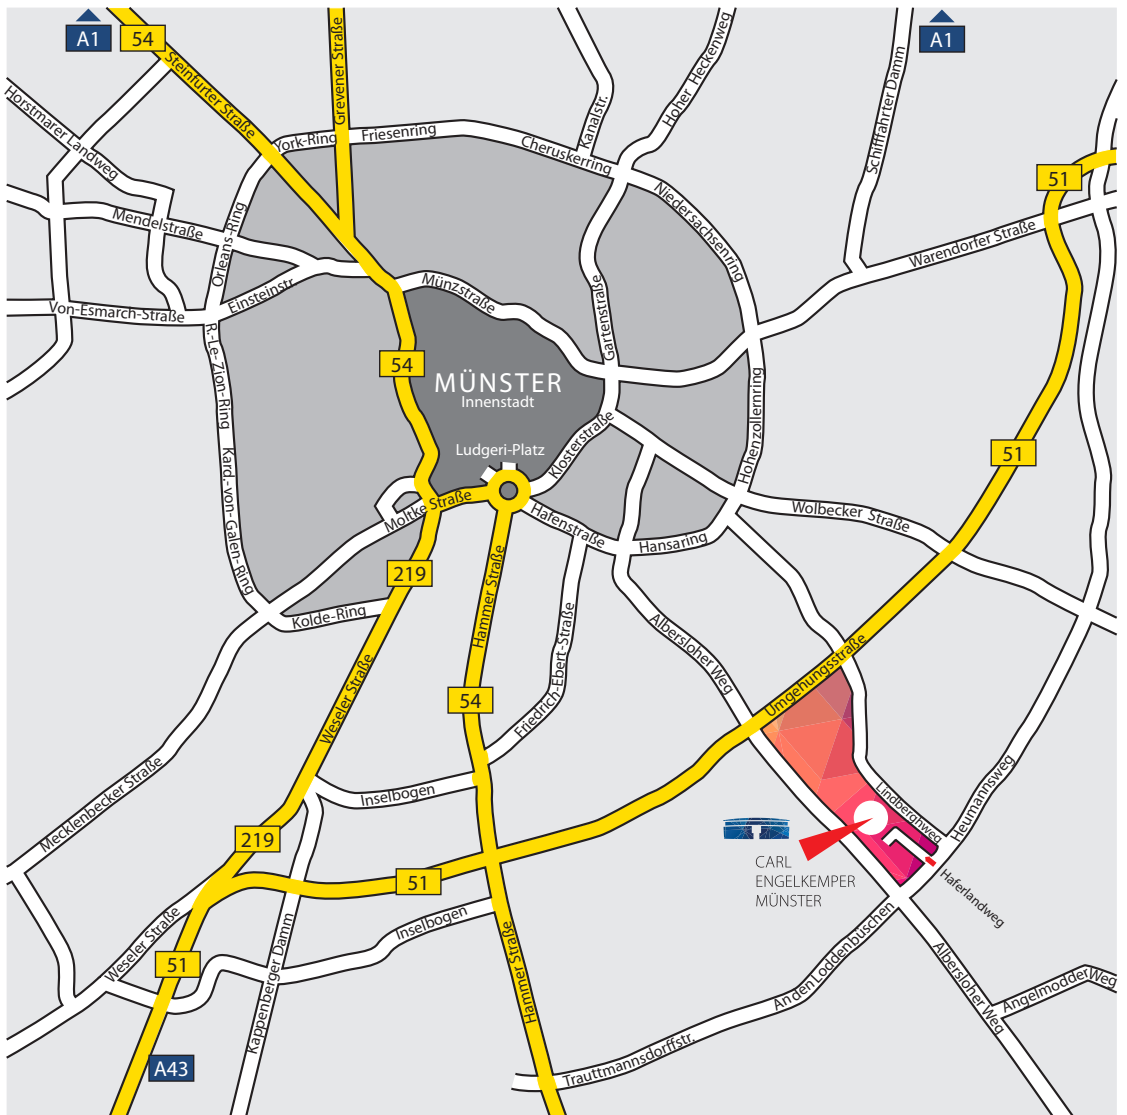 A1
54
A1
Steinfurter Straße
Grevener Straße
Hoher Heckenweg
Kanalstr.
Schifffahrter Damm
Horstmarer Landweg
York-Ring
Friesenring
Cheruskerring
51
Niedersachsenring
Mendelstraße
Orleans-Ring
Warendorfer Straße
Einsteinstr.
Münzstraße
Von-Esmarch-Straße
Gartenstraße
R.-Le-Zion-Ring
54
MÜNSTER
Innenstadt
Hohenzollernring
Ludgeri-Platz
Klosterstraße
51
Kard.-von-Galen-Ring
Moltke Straße
Hafenstraße
Hansaring
Wolbecker Straße
219
Hammer Straße
Kolde-Ring
Friedrich-Ebert-Straße
Albersloher Weg
Umgehungsstraße
Weseler Straße
54
Mecklenbecker Straße
Inselbogen
Lindberghweg
Heumannsweg
219
CARL
ENGELKEMPER
MÜNSTER
51
Haferlandweg
Weseler Straße
Inselbogen
An den Loddenbüschen
51
Kappenberger Damm
Hammer Straße
Albersloher Weg
Angelmodder Weg
A43
Trauttmannsdorffstr.